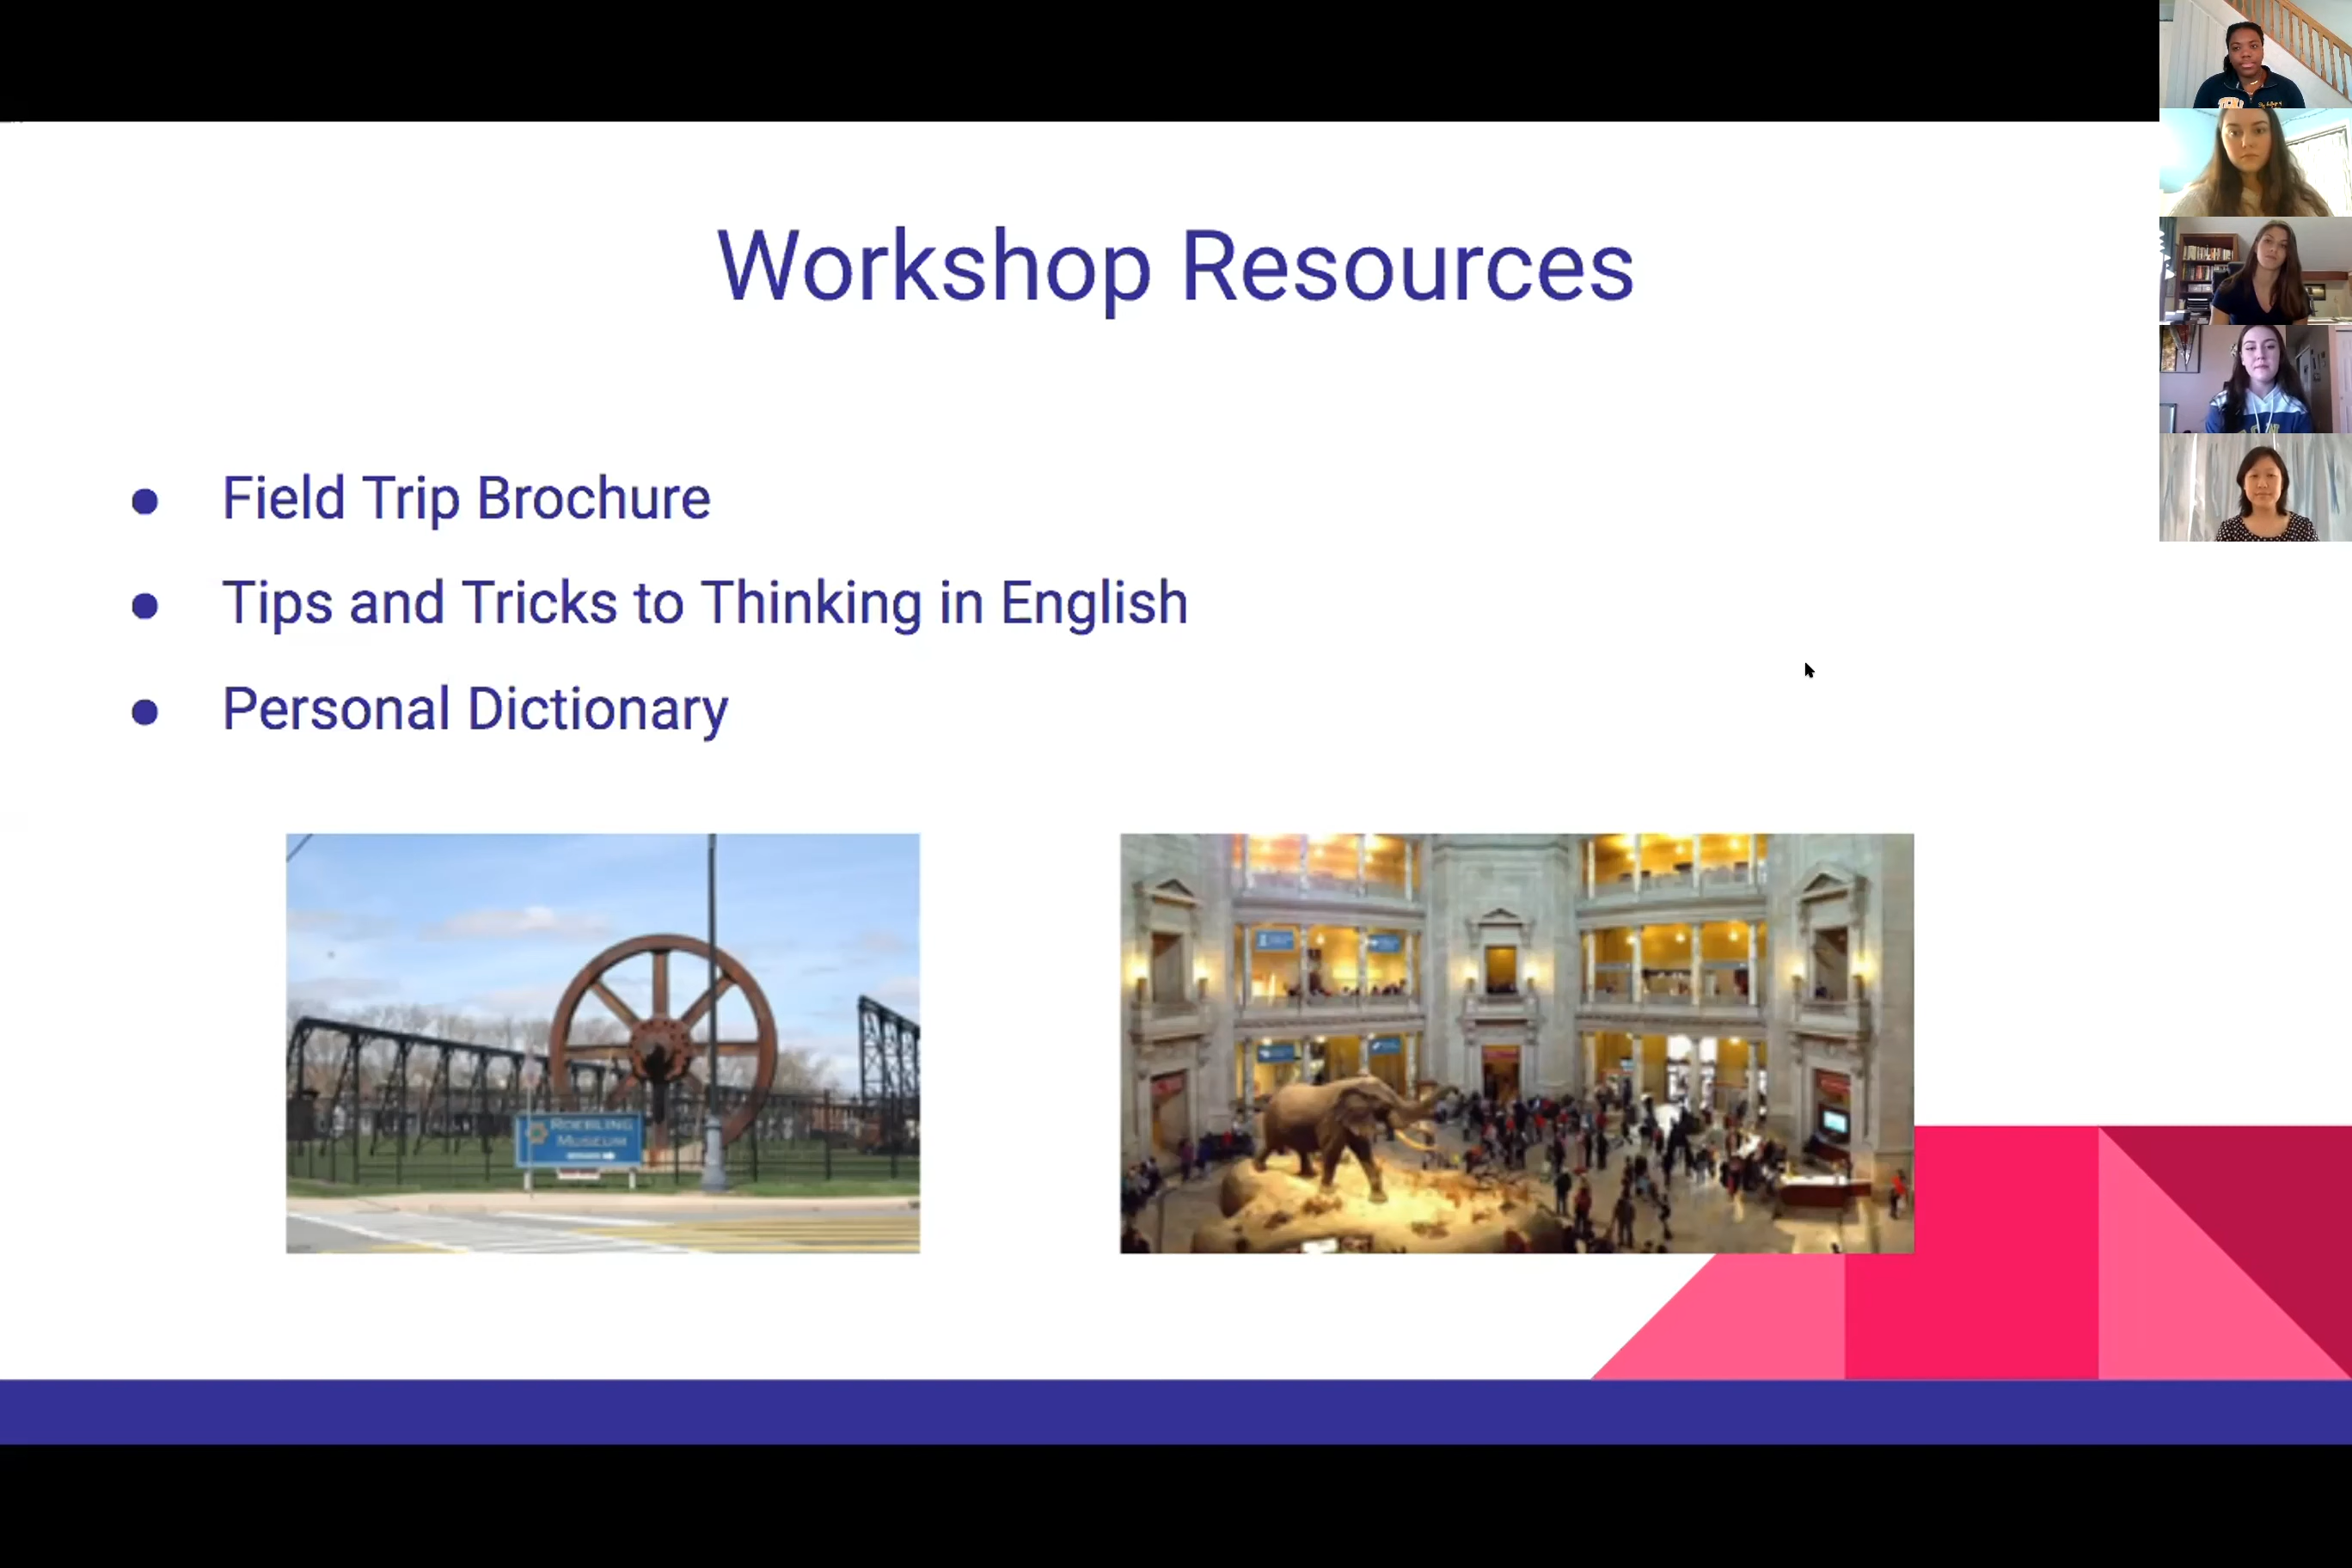 Workshop Resources
Field Trip Brochure
Tips and Tricks to Thinking in English
Personal Dictionary
ROEBLING
MUSEUM